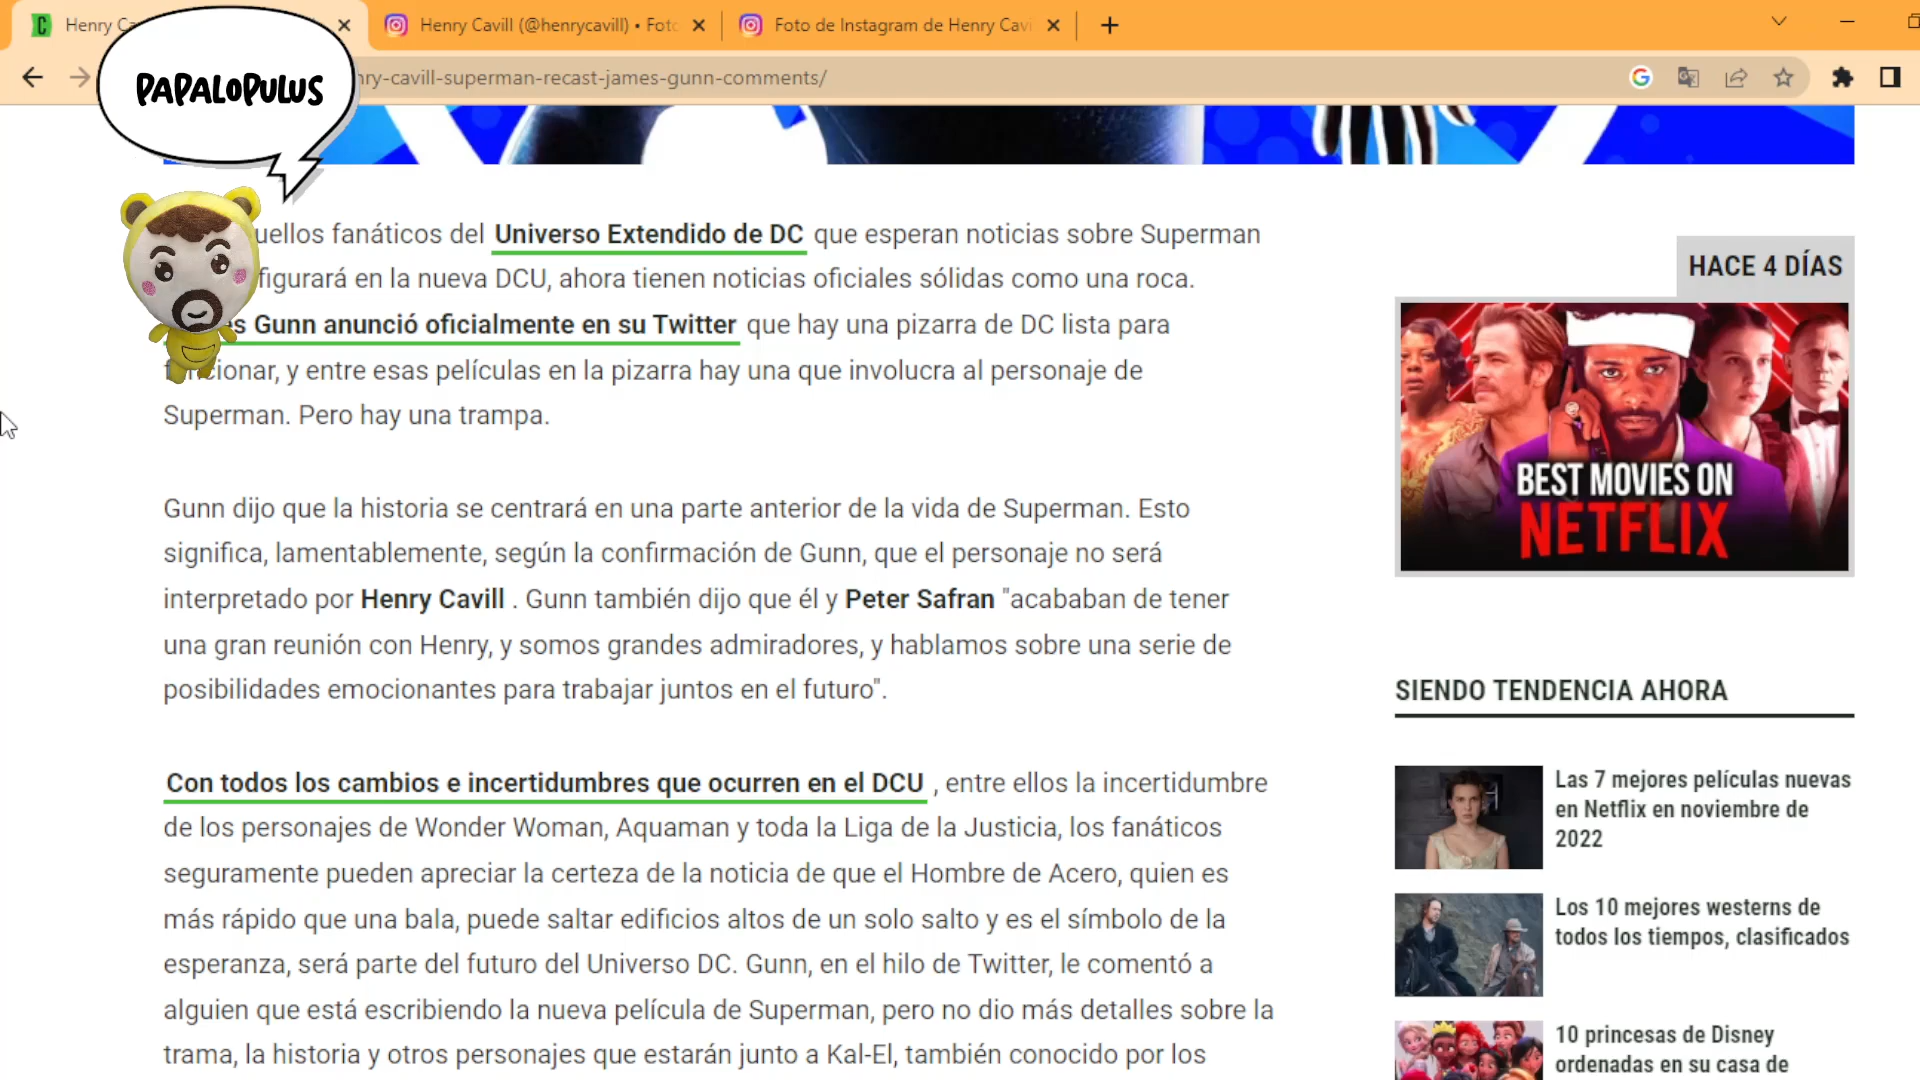 Henry C
Henry Cavill (@henrycavill) • Foto
Foto de Instagram de Henry Cavi
PAPALOPULUS
nry-cavill-superman-recast-james-gunn-comments/
uellos fanáticos del Universo Extendido de DC que esperan noticias sobre Superman
figurará en la nueva DCU, ahora tienen noticias oficiales sólidas como una roca.
es Gunn anunció oficialmente en su Twitter que hay una pizarra de DC lista para
funcionar, y entre esas películas en la pizarra hay una que involucra al personaje de
Superman. Pero hay una trampa.
Gunn dijo que la historia se centrará en una parte anterior de la vida de Superman. Esto
significa, lamentablemente, según la confirmación de Gunn, que el personaje no será
interpretado por Henry Cavill . Gunn también dijo que él y Peter Safran "acababan de tener
una gran reunión con Henry, y somos grandes admiradores, y hablamos sobre una serie de
posibilidades emocionantes para trabajar juntos en el futuro".
Con todos los cambios e incertidumbres que ocurren en el DCU , entre ellos la incertidumbre
de los personajes de Wonder Woman, Aquaman y toda la Liga de la Justicia, los fanáticos
seguramente pueden apreciar la certeza de la noticia de que el Hombre de Acero, quien es
más rápido que una bala, puede saltar edificios altos de un solo salto y es el símbolo de la
esperanza, será parte del futuro del Universo DC. Gunn, en el hilo de Twitter, le comentó a
alguien que está escribiendo la nueva película de Superman, pero no dio más detalles sobre la
trama, la historia y otros personajes que estarán junto a Kal-El, también conocido por los
HACE 4 DÍAS
BEST MOVIES ON
NETFLIX
SIENDO TENDENCIA AHORA
Las 7 mejores películas nuevas
en Netflix en noviembre de
2022
Los 10 mejores westerns de
todos los tiempos, clasificados
10 princesas de Disney
ordenadas en su casa de